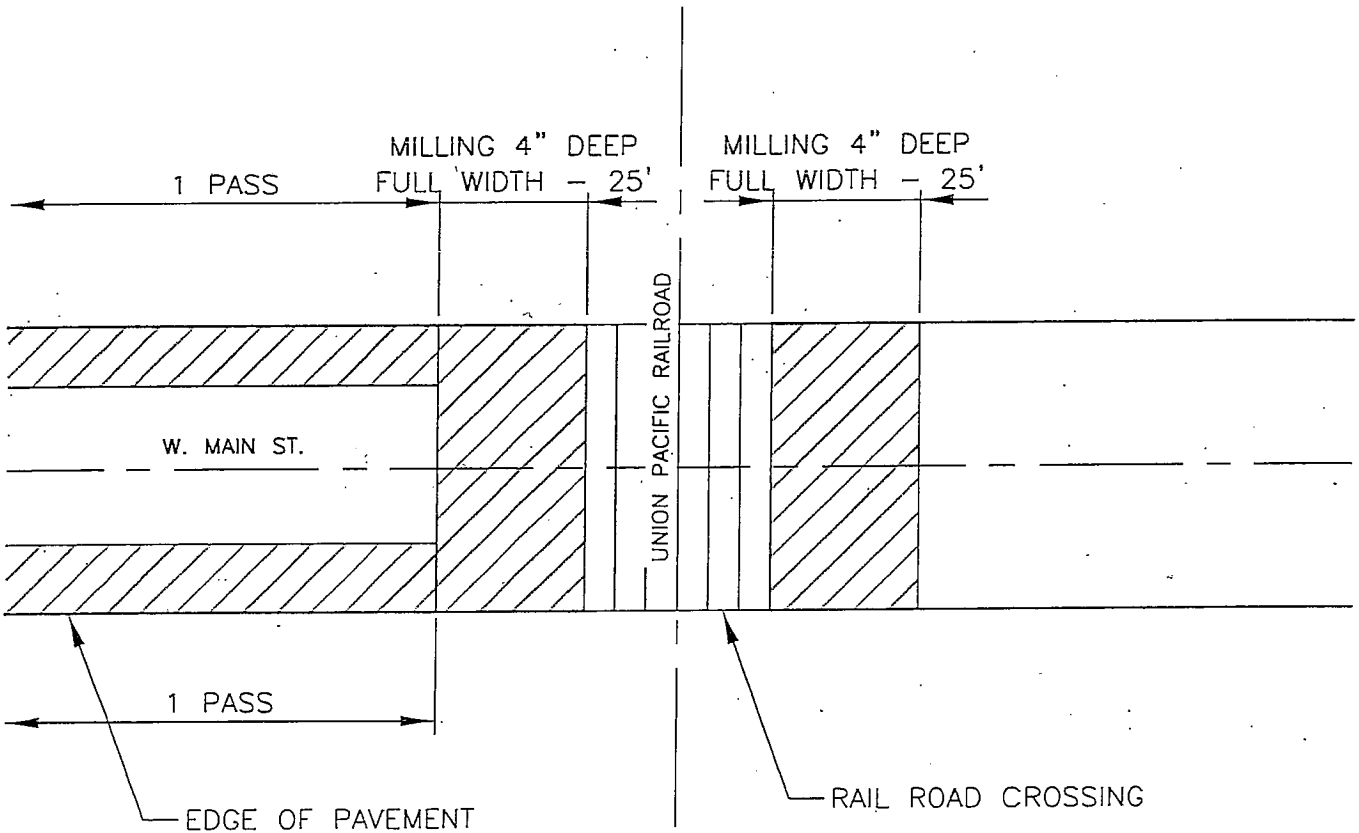 MILLING 4" DEEP
FULL WIDTH - 25'
MILLING 4" DEEP
FULL WIDTH - 25'
1 PASS
UNION PACIFIC RAILROAD
W. MAIN ST.
1 PASS
EDGE OF PAVEMENT
RAIL ROAD CROSSING